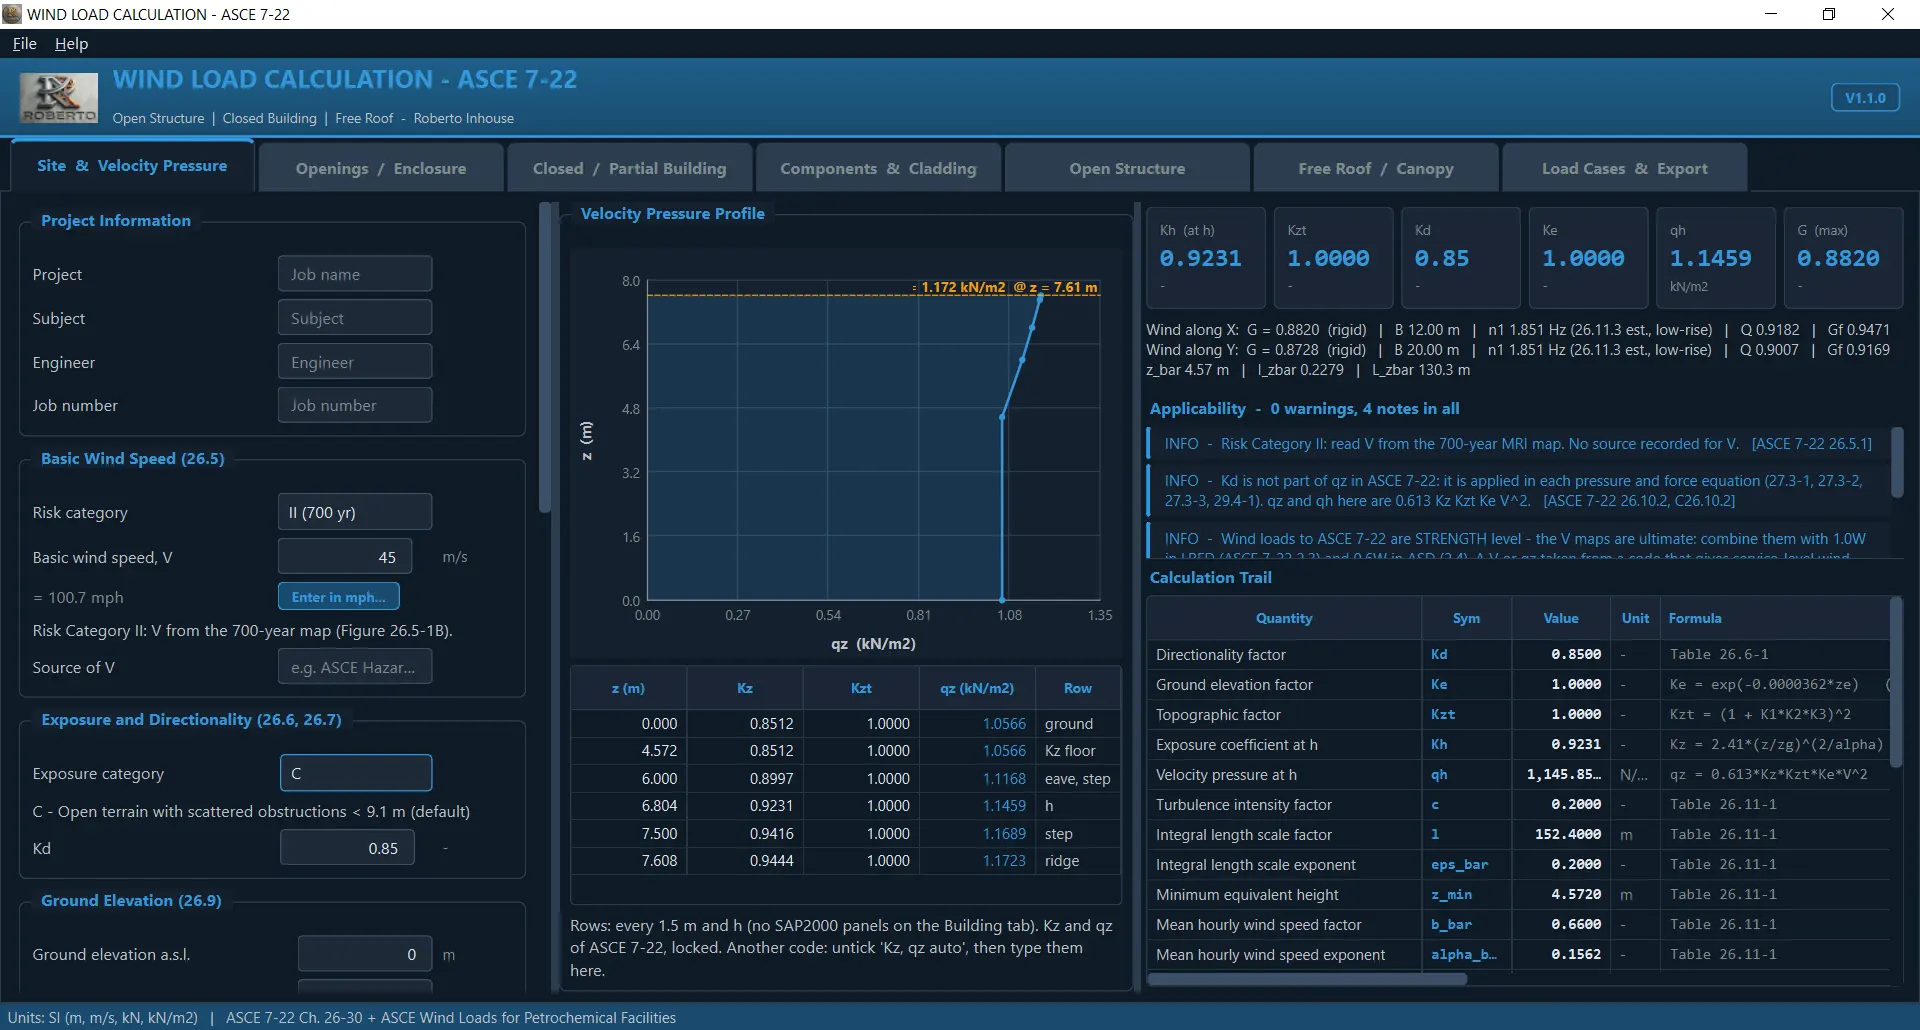 WIND LOAD CALCULATION - ASCE 7-22
File Help
ROBERTO
WIND LOAD CALCULATION - ASCE 7-22
Open Structure | Closed Building | Free Roof - Roberto Inhouse
V1.1.0
Site & Velocity Pressure
Openings / Enclosure
Closed / Partial Building
Components & Cladding
Open Structure
Free Roof / Canopy
Load Cases & Export
Project Information
Project Job name
Subject Subject
Engineer Engineer
Job number Job number
Basic Wind Speed (26.5)
Risk category II (700 yr)
Basic wind speed, V 45 m/s
= 100.7 mph Enter in mph...
Risk Category II: V from the 700-year map (Figure 26.5-1B).
Source of V e.g. ASCE Hazar...
Exposure and Directionality (26.6, 26.7)
Exposure category C
C - Open terrain with scattered obstructions < 9.1 m (default)
Kd 0.85 -
Ground Elevation (26.9)
Ground elevation a.s.l. 0 m
Velocity Pressure Profile
: 1.172 kN/m2 @ z = 7.61 m
8.0
6.4
4.8
3.2
1.6
0.0
z (m)
0.00 0.27 0.54 0.81 1.08 1.35
qz (kN/m2)
z (m) Kz Kzt qz (kN/m2) Row
0.000 0.8512 1.0000 1.0566 ground
4.572 0.8512 1.0000 1.0566 Kz floor
6.000 0.8997 1.0000 1.1168 eave, step
6.804 0.9231 1.0000 1.1459 h
7.500 0.9416 1.0000 1.1689 step
7.608 0.9444 1.0000 1.1723 ridge
Rows: every 1.5 m and h (no SAP2000 panels on the Building tab). Kz and qz
of ASCE 7-22, locked. Another code: untick 'Kz, qz auto', then type them
here.
Kh (at h) Kzt Kd Ke qh G (max)
0.9231 1.0000 0.85 1.0000 1.1459 0.8820
- - - - kN/m2 -
Wind along X: G = 0.8820 (rigid) | B 12.00 m | n1 1.851 Hz (26.11.3 est., low-rise) | Q 0.9182 | Gf 0.9471
Wind along Y: G = 0.8728 (rigid) | B 20.00 m | n1 1.851 Hz (26.11.3 est., low-rise) | Q 0.9007 | Gf 0.9169
z_bar 4.57 m | I_zbar 0.2279 | L_zbar 130.3 m
Applicability - 0 warnings, 4 notes in all
INFO - Risk Category II: read V from the 700-year MRI map. No source recorded for V. [ASCE 7-22 26.5.1]
INFO - Kd is not part of qz in ASCE 7-22: it is applied in each pressure and force equation (27.3-1, 27.3-2,
27.3-3, 29.4-1). qz and qh here are 0.613 Kz Kzt Ke V^2. [ASCE 7-22 26.10.2, C26.10.2]
INFO - Wind loads to ASCE 7-22 are STRENGTH level - the V maps are ultimate: combine them with 1.0W
in LRFD (ASCE 7-22 2.3) and 0.6W in ASD (2.4). A V or qz taken from a code that gives service-level wind
Calculation Trail
Quantity Sym Value Unit Formula
Directionality factor Kd 0.8500 - Table 26.6-1
Ground elevation factor Ke 1.0000 - Ke = exp(-0.0000362*ze) (
Topographic factor Kzt 1.0000 - Kzt = (1 + K1*K2*K3)^2
Exposure coefficient at h Kh 0.9231 - Kz = 2.41*(z/zg)^(2/alpha)
Velocity pressure at h qh 1,145.85... N/... qz = 0.613*Kz*Kzt*Ke*V^2
Turbulence intensity factor c 0.2000 - Table 26.11-1
Integral length scale factor l 152.4000 m Table 26.11-1
Integral length scale exponent eps_bar 0.2000 - Table 26.11-1
Minimum equivalent height z_min 4.5720 m Table 26.11-1
Mean hourly wind speed factor b_bar 0.6600 - Table 26.11-1
Mean hourly wind speed exponent alpha_b... 0.1562 - Table 26.11-1
Units: SI (m, m/s, kN, kN/m2) | ASCE 7-22 Ch. 26-30 + ASCE Wind Loads for Petrochemical Facilities